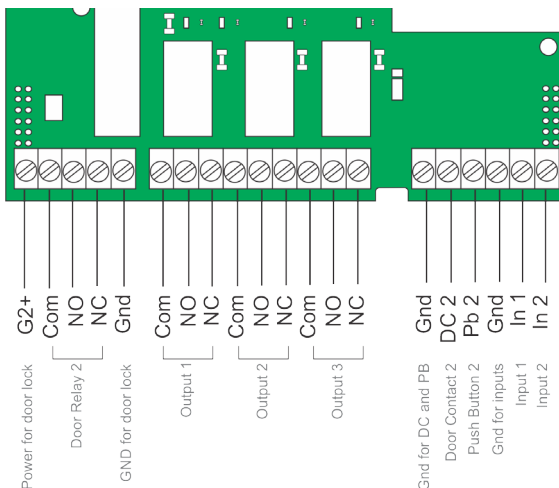 G2+
Com
NO
NC
Gnd
Com
NO
NC
Com
NO
NC
Com
NO
NC
Gnd
DC 2
Pb 2
Gnd
In 1
In 2
Power for door lock
Door Relay 2
GND for door lock
Output 1
Output 2
Output 3
Gnd for DC and PB
Door Contact 2
Push Button 2
Gnd for inputs
Input 1
Input 2